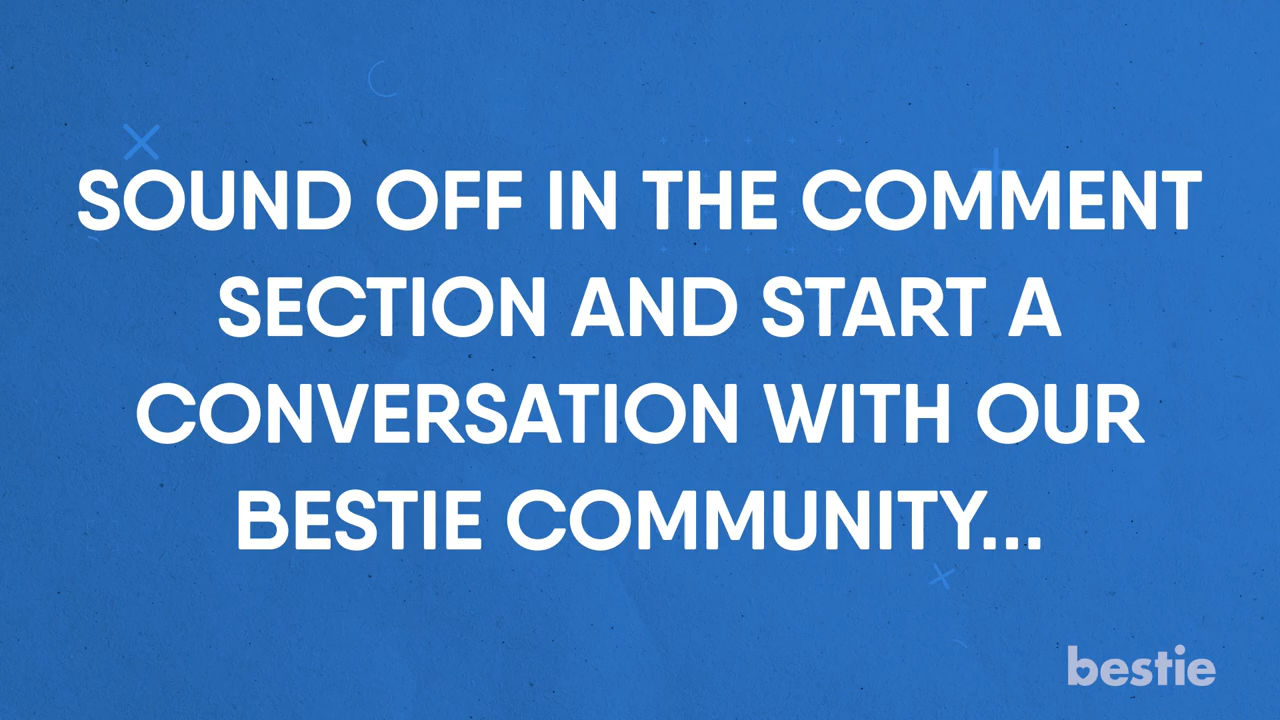 SOUND OFF IN THE COMMENT
SECTION AND START A
CONVERSATION WITH OUR
BESTIE COMMUNITY...
bestie